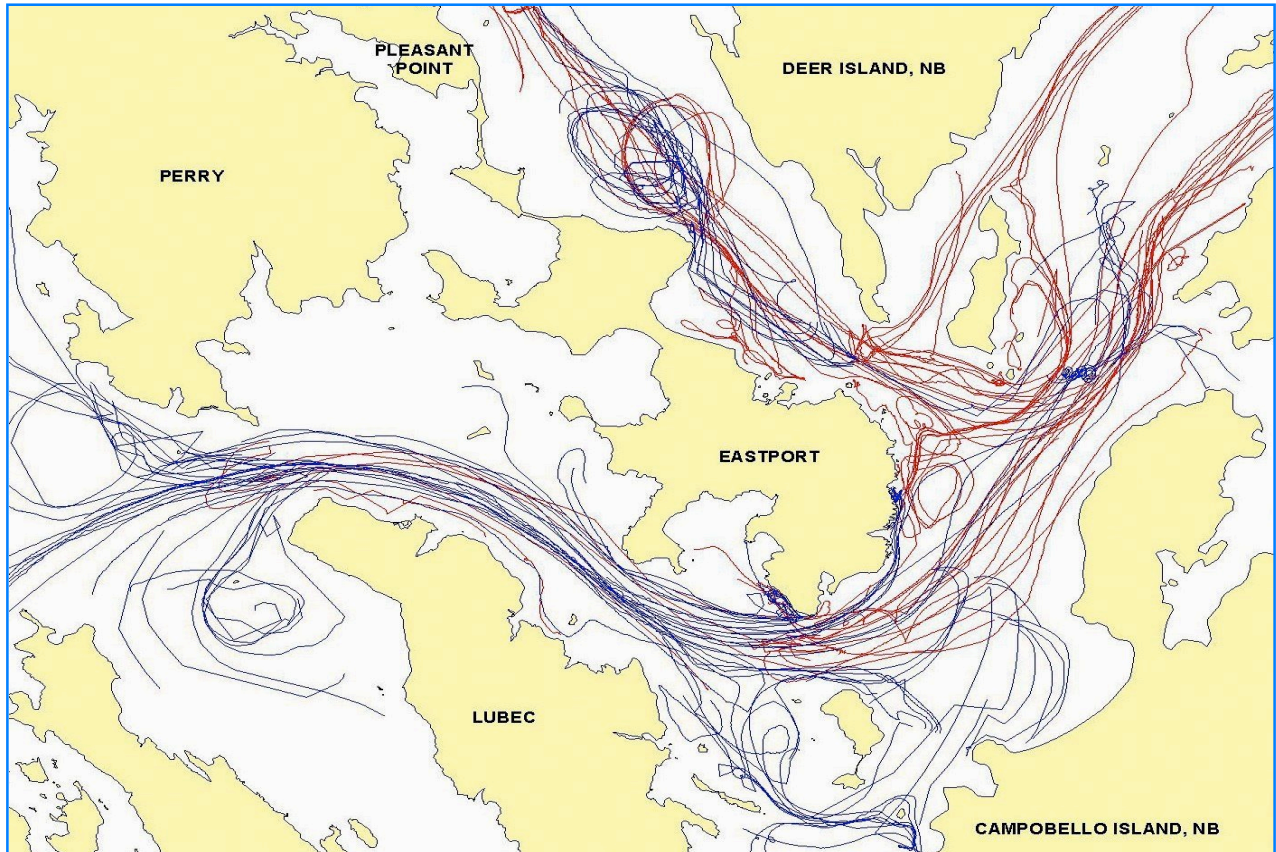 PLEASANT
POINT
DEER ISLAND, NB
PERRY
EASTPORT
LUBEC
CAMPOBELLO ISLAND, NB